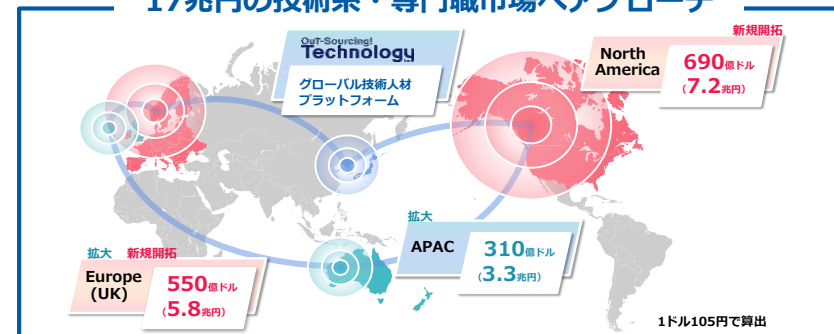 17兆円の技術系・専門職市場へアプローチ
OuT-Sourcing!
Technology
グローバル技術人材
プラットフォーム
新規開拓
North
America
690億ドル
(7.2兆円)
拡大
APAC
310億ドル
(3.3兆円)
拡大 新規開拓
Europe
(UK)
550億ドル
(5.8兆円)
1ドル105円で算出